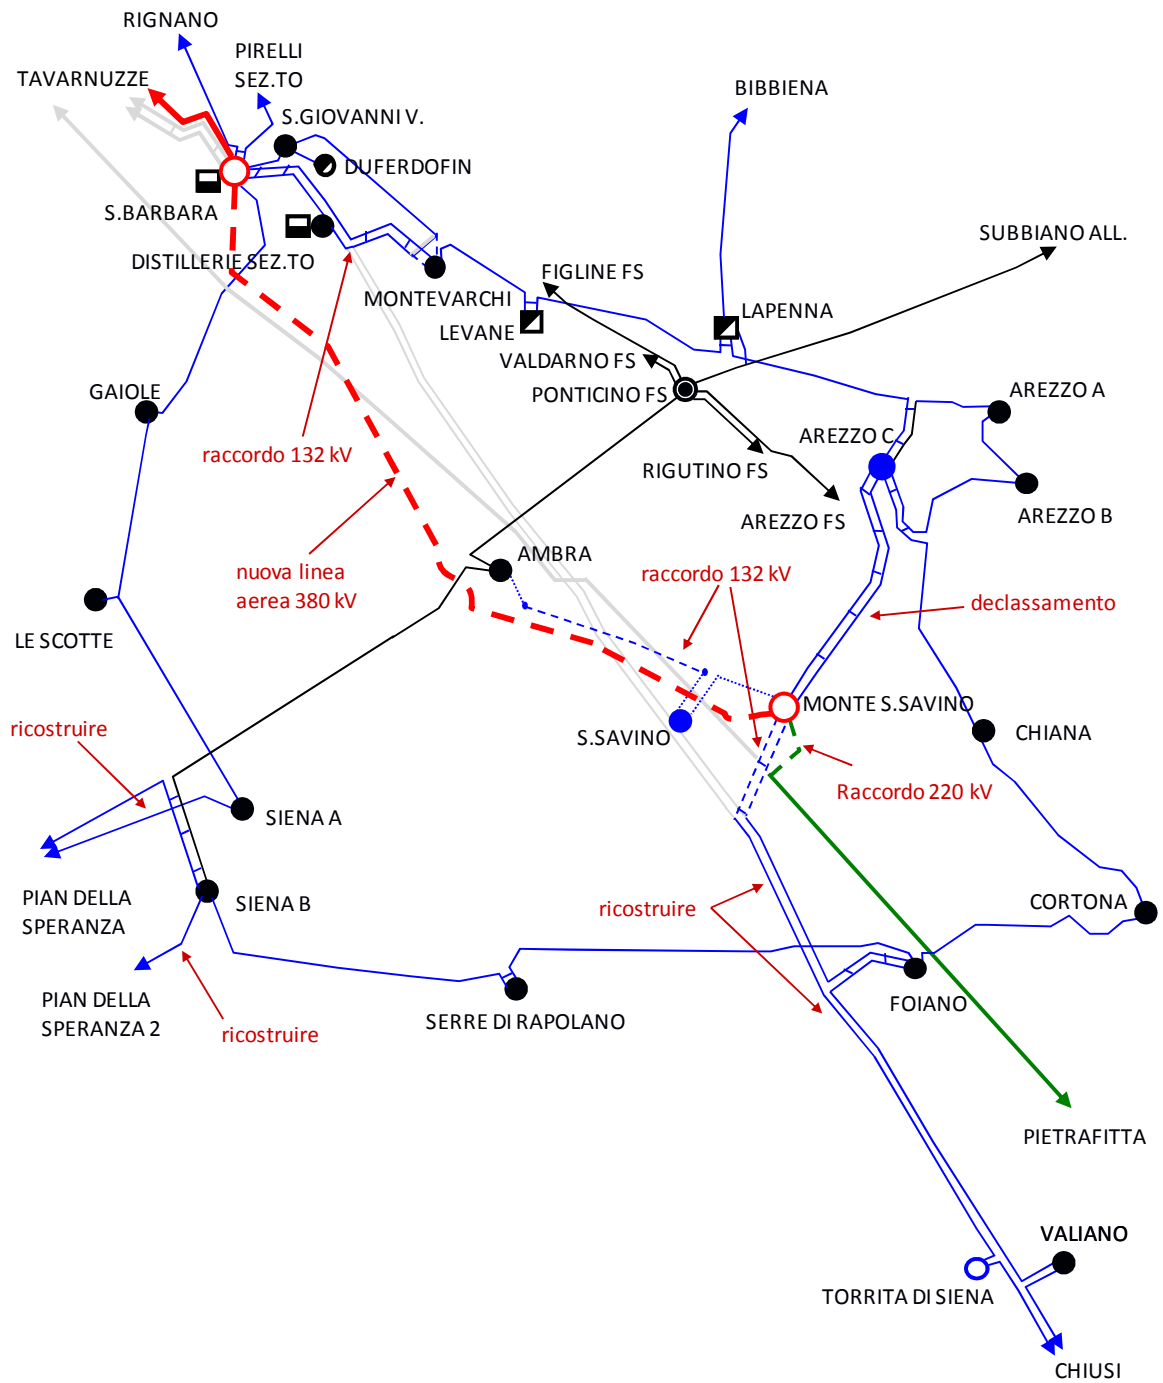 RIGNANO
PIRELLI
SEZ.TO
TAVARNUZZE
BIBBIENA
S.GIOVANNI V.
DUFERDOFIN
S.BARBARA
SUBBIANO ALL.
DISTILLERIE SEZ.TO
FIGLINE FS
MONTEVARCHI
LEVANE
LAPENNA
VALDARNO FS
PONTICINO FS
GAIOLE
AREZZO A
AREZZO C
raccordo 132 kV
RIGUTINO FS
AREZZO B
AREZZO FS
AMBRA
nuova linea
aerea 380 kV
raccordo 132 kV
declassamento
LE SCOTTE
MONTE S.SAVINO
S.SAVINO
CHIANA
ricostruire
Raccordo 220 kV
SIENA A
PIAN DELLA
SPERANZA
SIENA B
ricostruire
CORTONA
PIAN DELLA
SPERANZA 2
ricostruire
SERRE DI RAPOLANO
FOIANO
PIETRAFITTA
VALIANO
TORRITA DI SIENA
CHIUSI